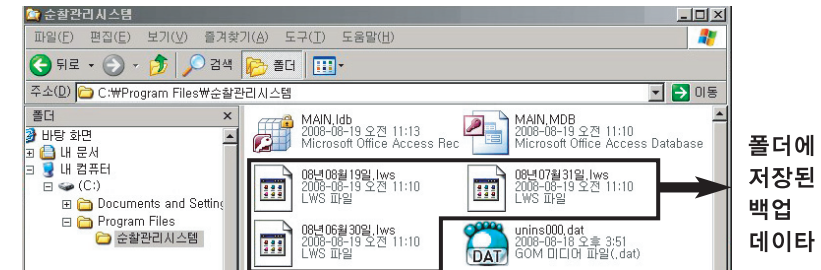 순찰관리시스템
파일(F) 편집(E) 보기(V) 즐겨찾기(A) 도구(T) 도움말(H)
뒤로 검색 폴더
주소(D) C:₩Program Files₩순찰관리시스템 이동
폴더
바탕 화면
내 문서
내 컴퓨터
(C:)
Documents and Setting
Program Files
순찰관리시스템
MAIN.ldb
2008-08-19 오전 11:13
Microsoft Office Access Rec
MAIN.MDB
2008-08-19 오전 11:10
Microsoft Office Access Database
08년08월19일.lws
2008-08-19 오전 11:10
LWS 파일
08년07월31일.lws
2008-08-19 오전 11:10
LWS 파일
08년06월30일.lws
2008-08-19 오전 11:10
LWS 파일
DAT
unins000.dat
2008-08-18 오후 3:51
GOM 미디어 파일(.dat)
폴더에
저장된
백업
데이타